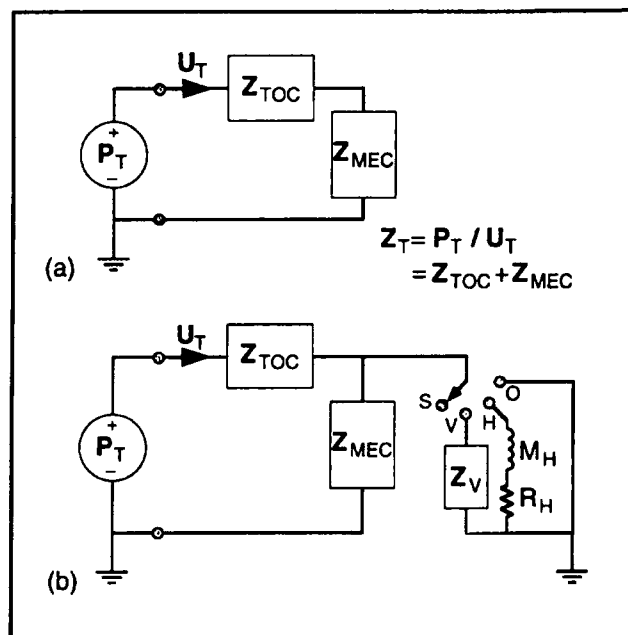 U_T
Z_TOC
+
P_T
−
Z_MEC
Z_T = P_T / U_T
= Z_TOC + Z_MEC
(a)
U_T
Z_TOC
+
P_T
−
Z_MEC
S
V
H
O
Z_V
M_H
R_H
(b)